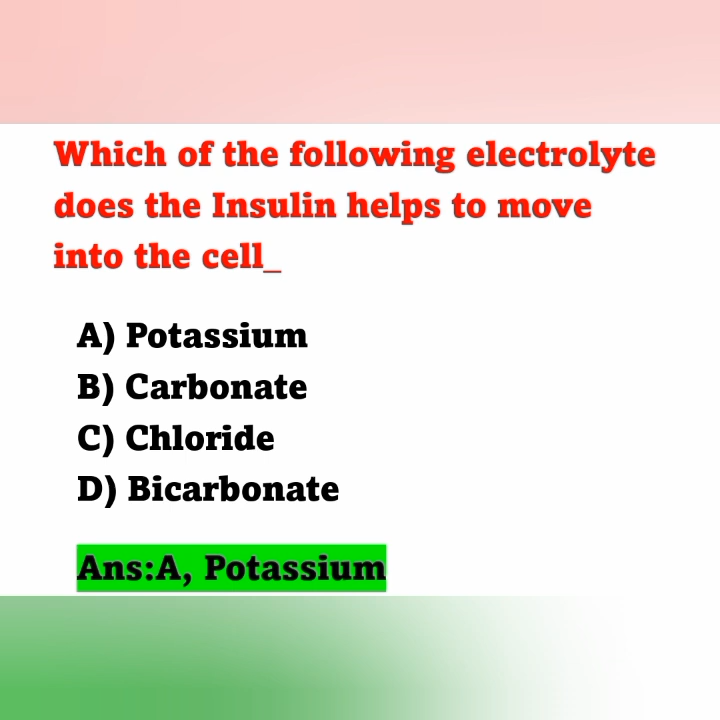 Which of the following electrolyte
does the Insulin helps to move
into the cell_
A) Potassium
B) Carbonate
C) Chloride
D) Bicarbonate
Ans:A, Potassium